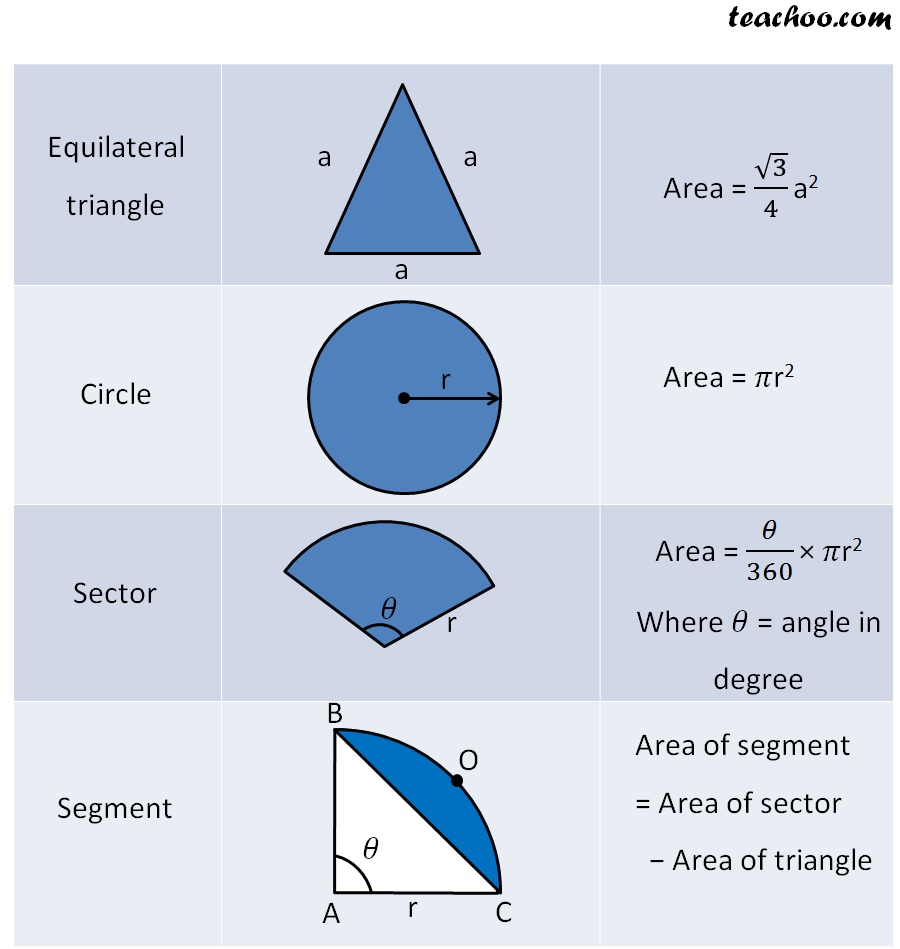 teachoo.com
Equilateral
triangle
a
a
a
Area = √3/4 a²
Circle
r
Area = 𝜋r²
Sector
𝜃
r
Area = 𝜃/360 × 𝜋r²
Where 𝜃 = angle in
degree
Segment
B
O
𝜃
A
r
C
Area of segment
= Area of sector
− Area of triangle